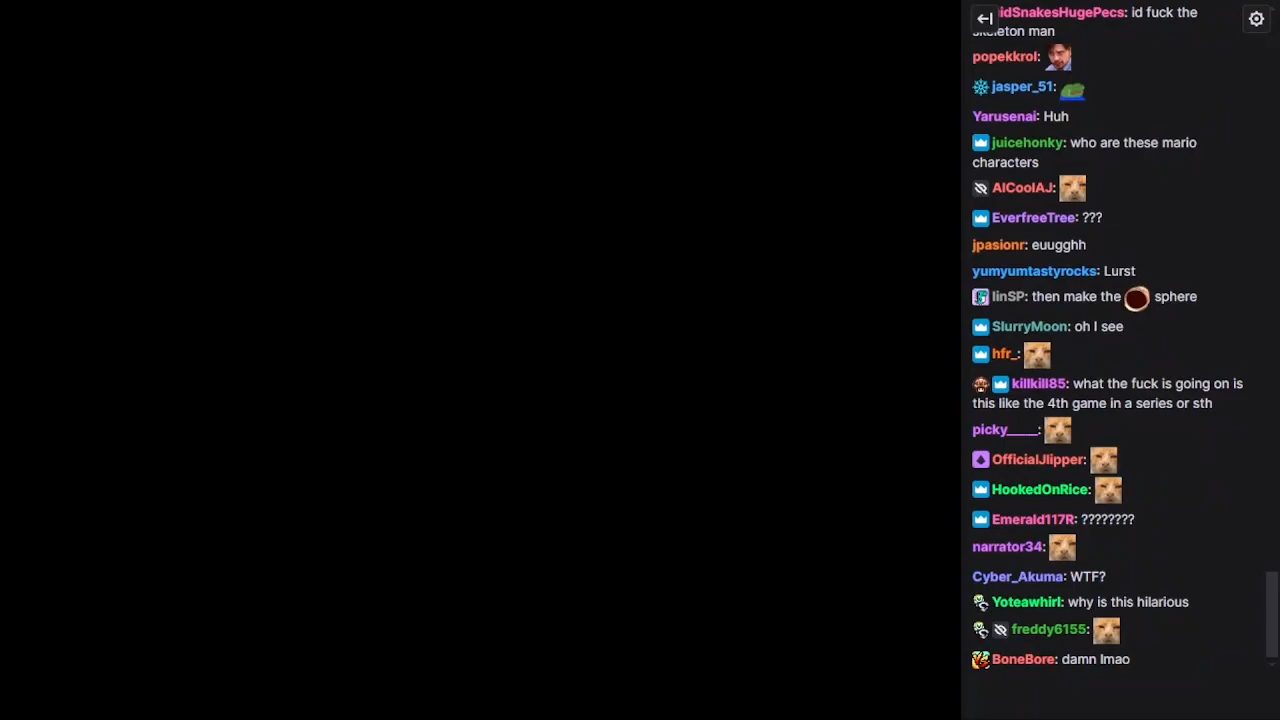 idSnakesHugePecs: id fuck the
skeleton man
popekkrol:
jasper_51:
Yarusenai: Huh
juicehonky: who are these mario
characters
AlCoolAJ:
EverfreeTree: ???
jpasionr: euugghh
yumyumtastyrocks: Lurst
linSP: then make the sphere
SlurryMoon: oh I see
hfr_:
killkill85: what the fuck is going on is
this like the 4th game in a series or sth
picky_____:
OfficialJlipper:
HookedOnRice:
Emerald117R: ????????
narrator34:
Cyber_Akuma: WTF?
Yoteawhirl: why is this hilarious
freddy6155:
BoneBore: damn lmao